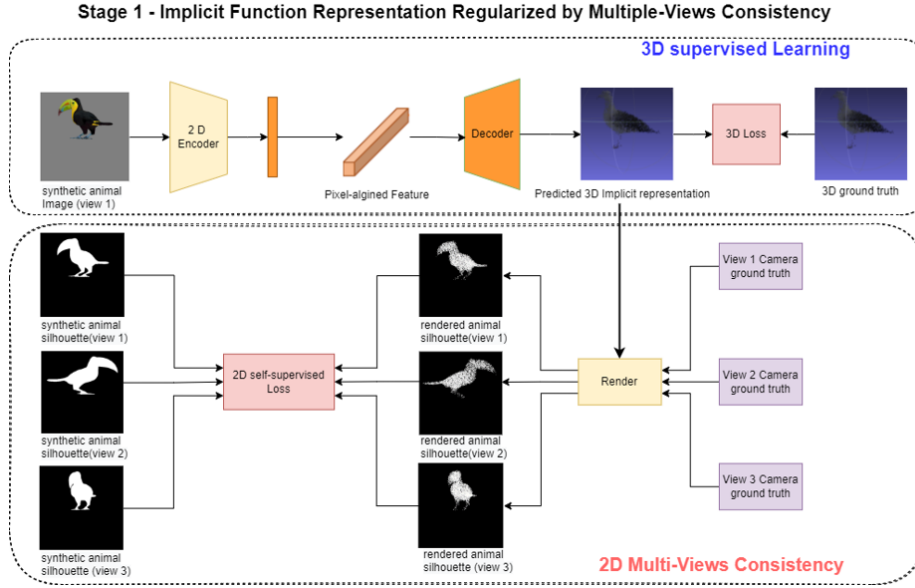 Stage 1 - Implicit Function Representation Regularized by Multiple-Views Consistency
3D supervised Learning
2 D
Encoder
Decoder
3D Loss
synthetic animal
Image (view 1)
Pixel-algined Feature
Predicted 3D Implicit representation
3D ground truth
synthetic animal
silhouette(view 1)
rendered animal
silhouette(view 1)
View 1 Camera
ground truth
2D self-supervised
Loss
Render
View 2 Camera
ground truth
synthetic animal
silhouette(view 2)
rendered animal
silhouette(view 2)
View 3 Camera
ground truth
synthetic animal
silhouette (view 3)
rendered animal
silhouette(view 3)
2D Multi-Views Consistency